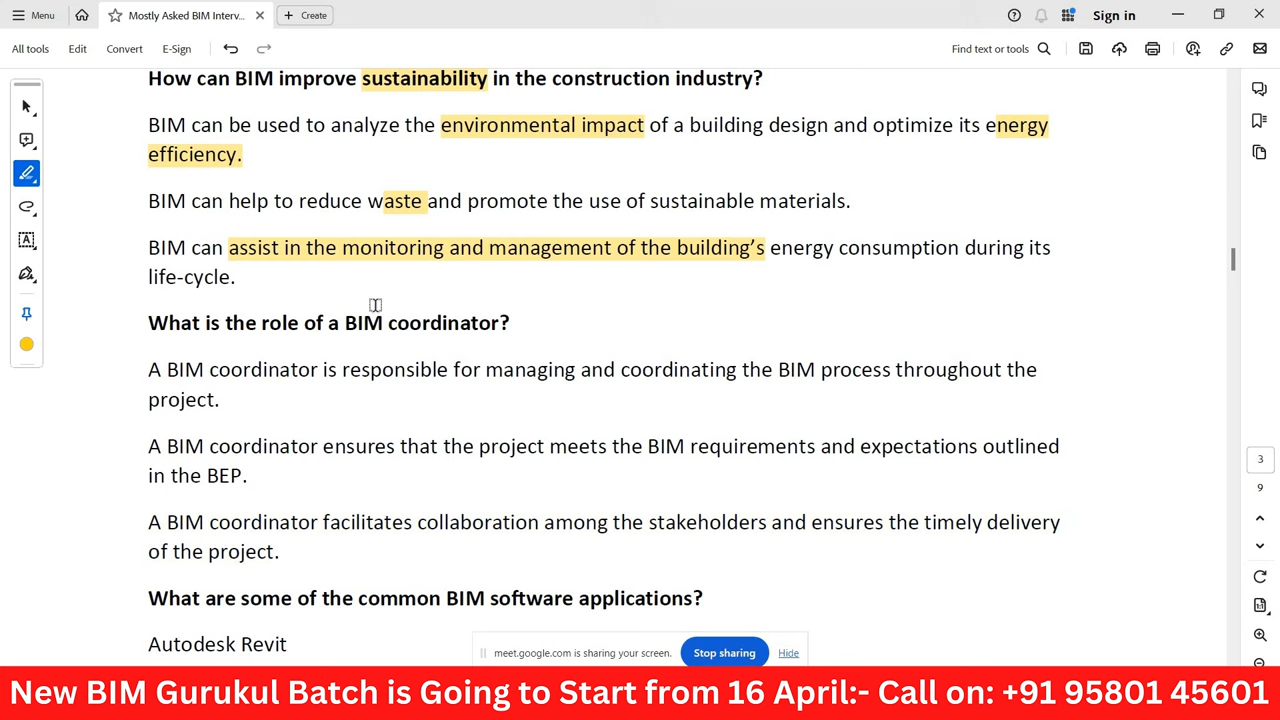 Menu
Mostly Asked BIM Interv...
Create
Sign in
All tools
Edit
Convert
E-Sign
Find text or tools
How can BIM improve sustainability in the construction industry?
BIM can be used to analyze the environmental impact of a building design and optimize its energy
efficiency.
BIM can help to reduce waste and promote the use of sustainable materials.
BIM can assist in the monitoring and management of the building’s energy consumption during its
life-cycle.
What is the role of a BIM coordinator?
A BIM coordinator is responsible for managing and coordinating the BIM process throughout the
project.
A BIM coordinator ensures that the project meets the BIM requirements and expectations outlined
in the BEP.
A BIM coordinator facilitates collaboration among the stakeholders and ensures the timely delivery
of the project.
What are some of the common BIM software applications?
Autodesk Revit
3
9
meet.google.com is sharing your screen.
Stop sharing
Hide
New BIM Gurukul Batch is Going to Start from 16 April:- Call on: +91 95801 45601